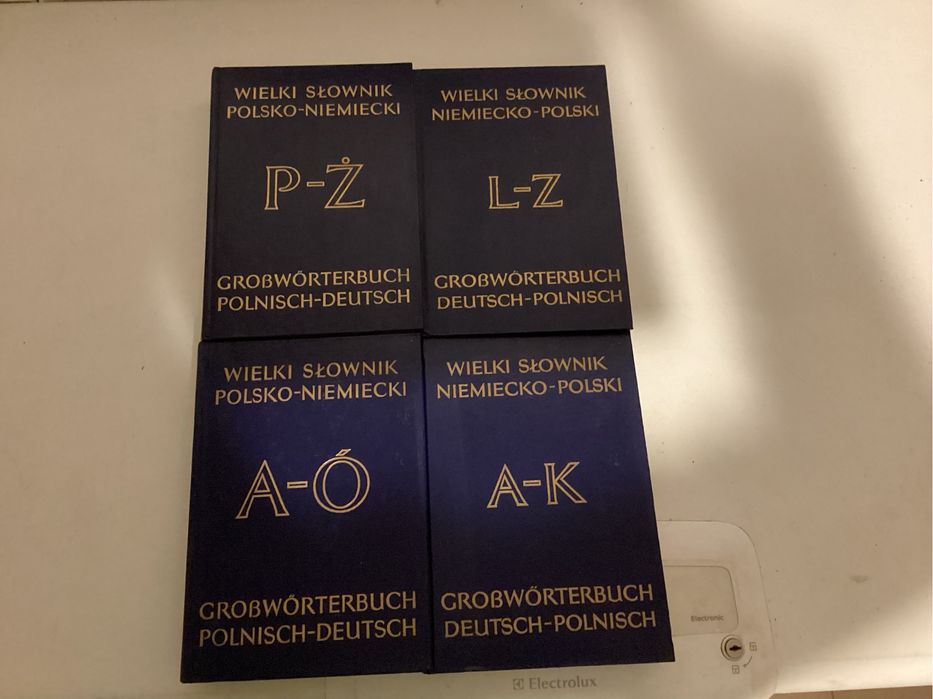 WIELKI SŁOWNIK
POLSKO-NIEMIECKI
P-Ż
GROẞWÖRTERBUCH
POLNISCH-DEUTSCH
WIELKI SŁOWNIK
NIEMIECKO-POLSKI
L-Z
GROẞWÖRTERBUCH
DEUTSCH-POLNISCH
WIELKI SŁOWNIK
POLSKO-NIEMIECKI
A-Ó
GROẞWÖRTERBUCH
POLNISCH-DEUTSCH
WIELKI SŁOWNIK
NIEMIECKO-POLSKI
A-K
GROẞWÖRTERBUCH
DEUTSCH-POLNISCH
Electronic
Electrolux